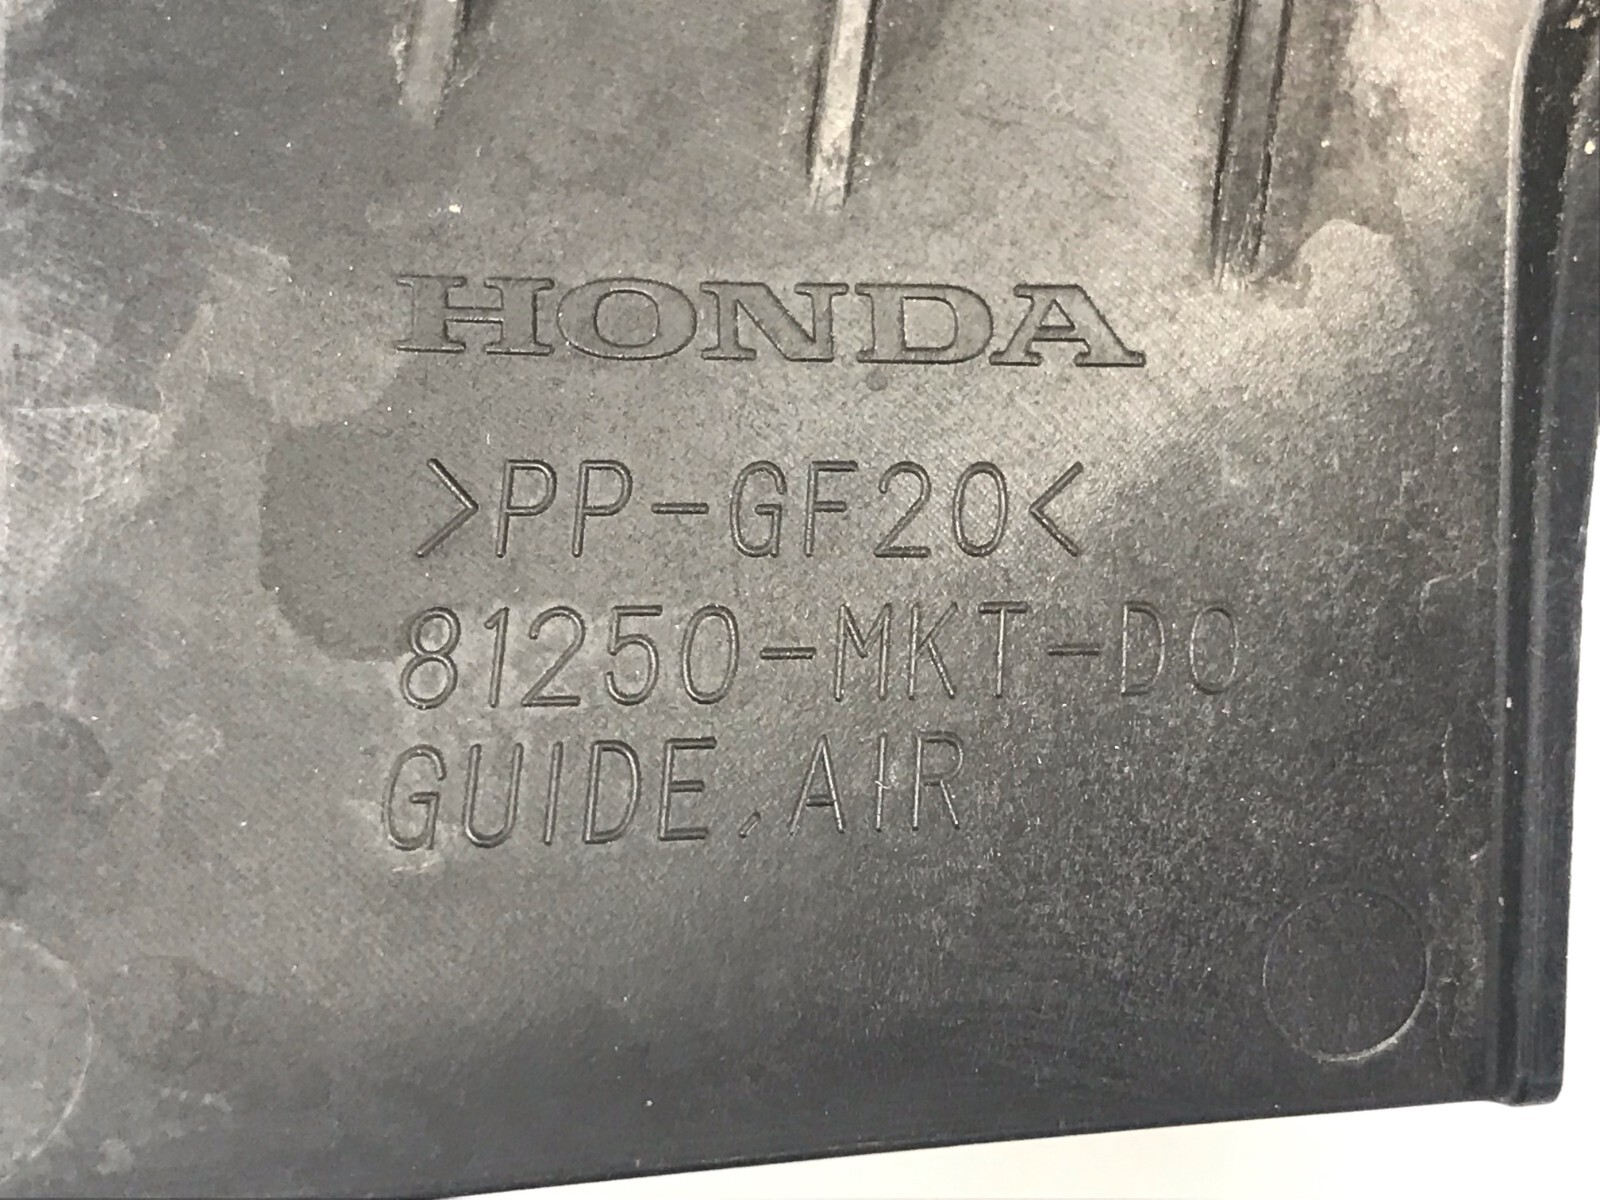 HONDA
>PP-GF20<
81250-MKT-D0
GUIDE,AIR